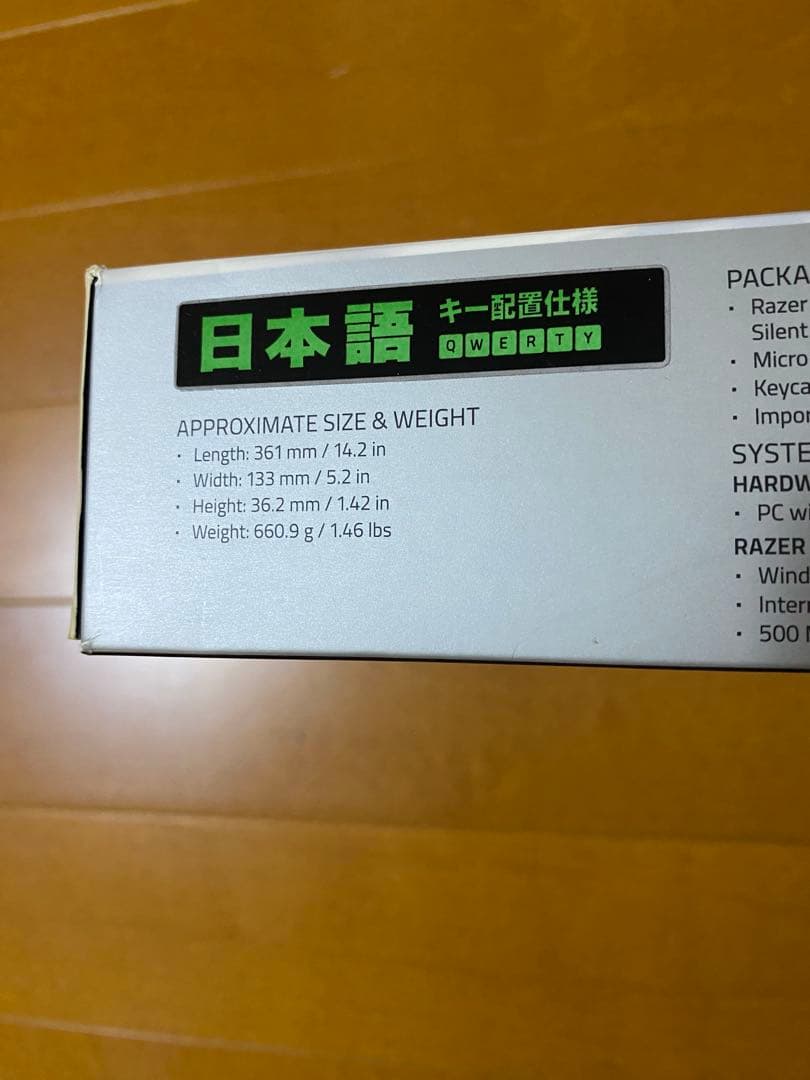 日本語
キー配置仕様
QWERTY
APPROXIMATE SIZE & WEIGHT
· Length: 361 mm / 14.2 in
· Width: 133 mm / 5.2 in
· Height: 36.2 mm / 1.42 in
· Weight: 660.9 g / 1.46 lbs
PACKA
· Razer
Silent
· Micro
· Keyca
· Impor
SYSTE
HARDW
· PC wi
RAZER
· Wind
· Inter
· 500